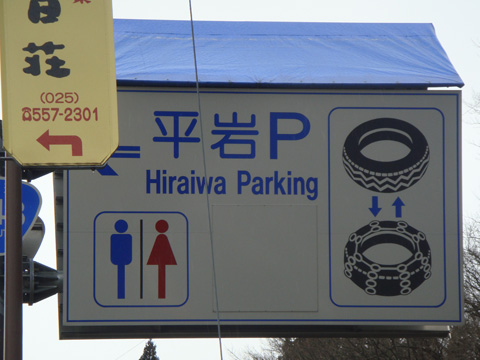 荘
(025)
☎557-2301
平岩P
Hiraiwa Parking